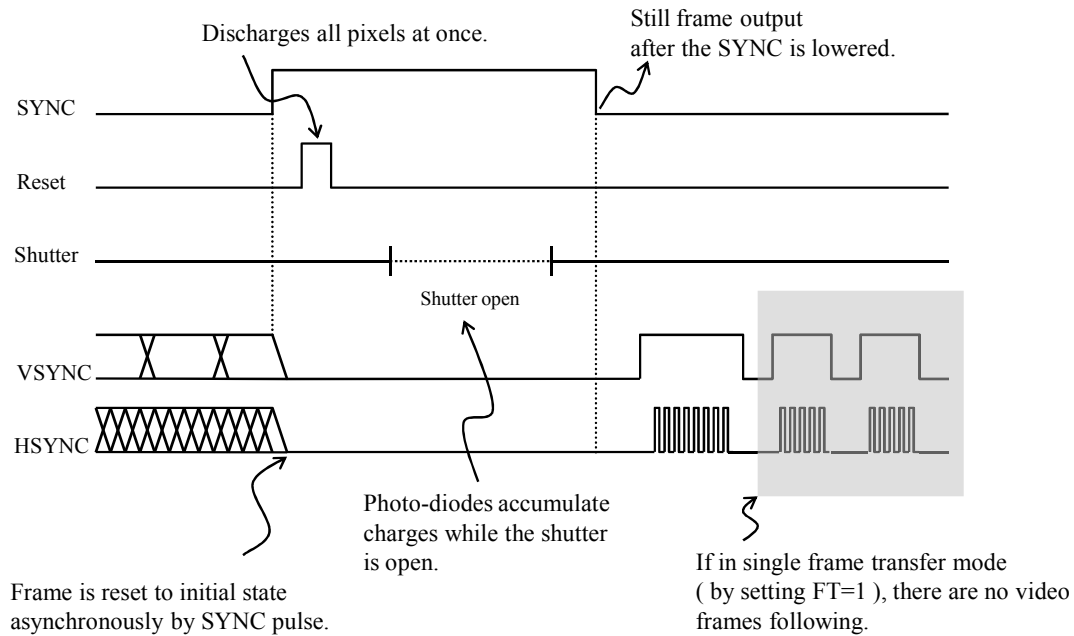 Discharges all pixels at once.
Still frame output
after the SYNC is lowered.
SYNC
Reset
Shutter
Shutter open
VSYNC
HSYNC
Photo-diodes accumulate
charges while the shutter
is open.
Frame is reset to initial state
asynchronously by SYNC pulse.
If in single frame transfer mode
( by setting FT=1 ), there are no video
frames following.